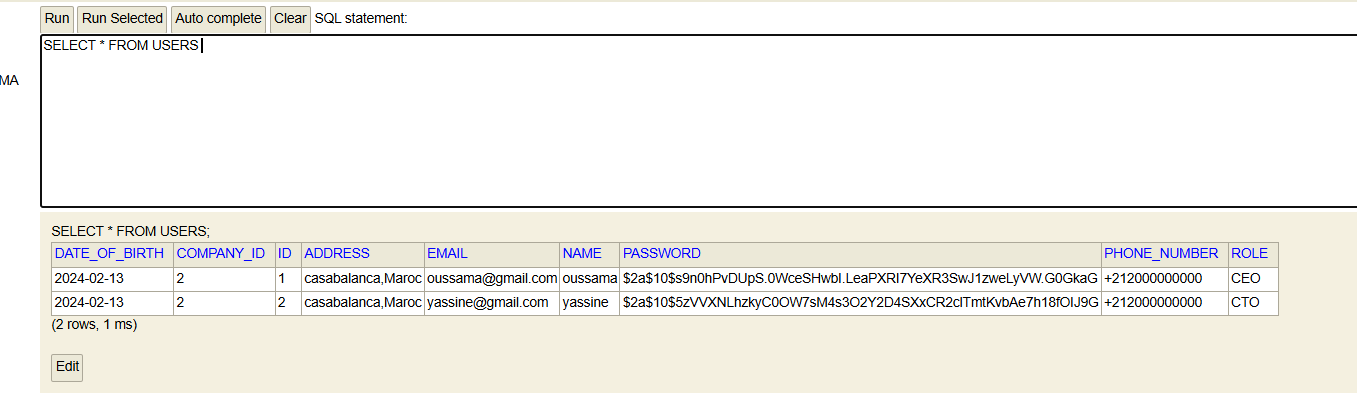 Run Run Selected Auto complete Clear SQL statement:
SELECT * FROM USERS
MA
SELECT * FROM USERS;
DATE_OF_BIRTH COMPANY_ID ID ADDRESS EMAIL NAME PASSWORD PHONE_NUMBER ROLE
2024-02-13 2 1 casabalanca,Maroc oussama@gmail.com oussama $2a$10$s9n0hPvDUpS.0WceSHwbI.LeaPXRI7YeXR3SwJ1zweLyVW.G0GkaG +212000000000 CEO
2024-02-13 2 2 casabalanca,Maroc yassine@gmail.com yassine $2a$10$5zVVXNLhzkyC0OW7sM4s3O2Y2D4SXxCR2clTmtKvbAe7h18fOIJ9G +212000000000 CTO
(2 rows, 1 ms)
Edit